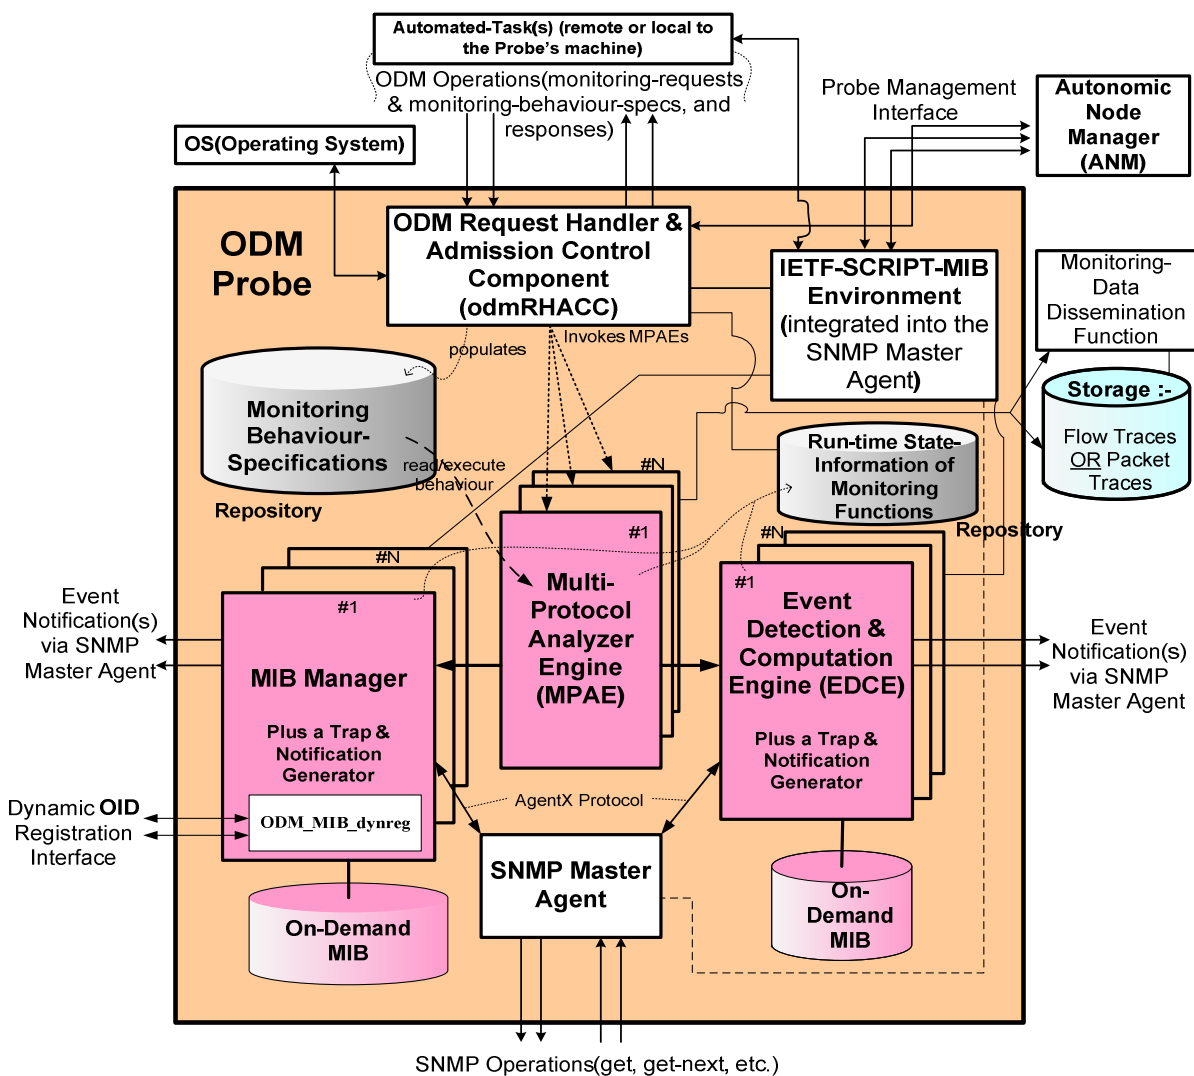 Automated-Task(s) (remote or local to
the Probe's machine)
ODM Operations(monitoring-requests
& monitoring-behaviour-specs, and
responses)
Probe Management
Interface
Autonomic
Node
Manager
(ANM)
OS(Operating System)
ODM
Probe
ODM Request Handler &
Admission Control
Component
(odmRHACC)
IETF-SCRIPT-MIB
Environment
(integrated into the
SNMP Master
Agent)
Monitoring-
Data
Dissemination
Function
populates
Invokes MPAEs
Storage :-
Flow Traces
OR Packet
Traces
Monitoring
Behaviour-
Specifications
Repository
read/execute
behaviour
Run-time State-
Information of
Monitoring
Functions
Repository
#N
#1
Multi-
Protocol
Analyzer
Engine
(MPAE)
#N
#1
MIB Manager
Plus a Trap &
Notification
Generator
ODM_MIB_dynreg
#N
#1
Event
Detection &
Computation
Engine (EDCE)
Plus a Trap &
Notification
Generator
Event
Notification(s)
via SNMP
Master Agent
Event
Notification(s)
via SNMP
Master Agent
Dynamic OID
Registration
Interface
AgentX Protocol
SNMP Master
Agent
On-Demand
MIB
On-
Demand
MIB
SNMP Operations(get, get-next, etc.)